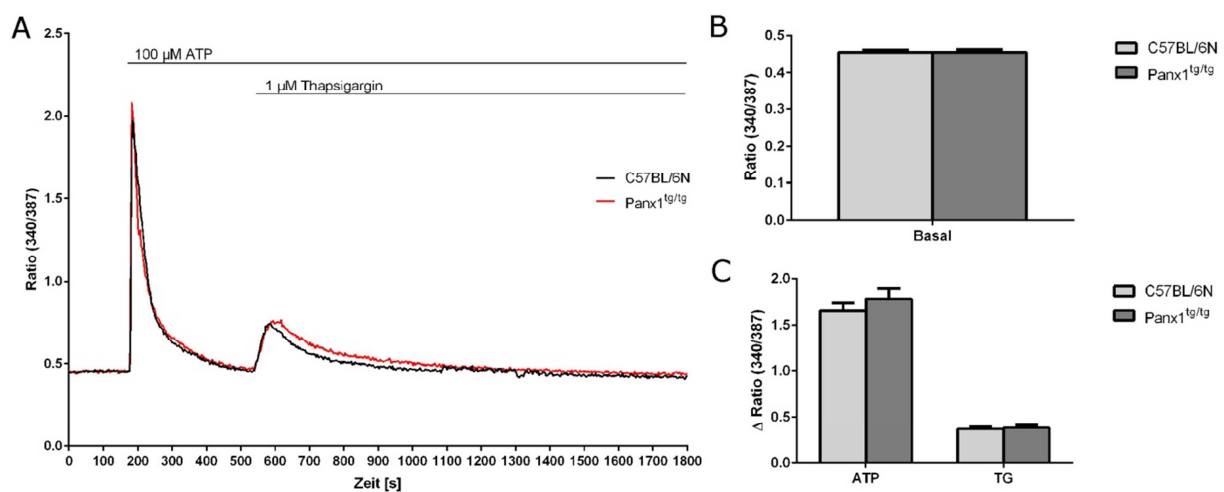 A
Ratio (340/387)
2.5
2.0
1.5
1.0
0.5
0.0
100 µM ATP
1 µM Thapsigargin
C57BL/6N
Panx1tg/tg
0 100 200 300 400 500 600 700 800 900 1000 1100 1200 1300 1400 1500 1600 1700 1800
Zeit [s]
B
Ratio (340/387)
0.5
0.4
0.3
0.2
0.1
0.0
Basal
C57BL/6N
Panx1tg/tg
C
Δ Ratio (340/387)
2.0
1.5
1.0
0.5
0.0
ATP TG
C57BL/6N
Panx1tg/tg